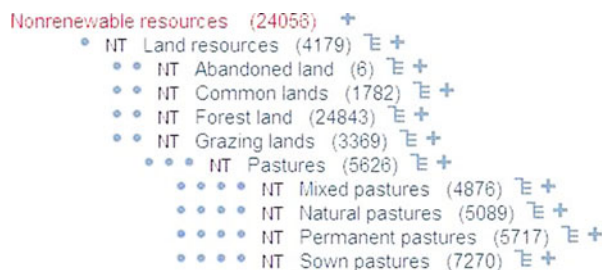 Nonrenewable resources (24056) +
• NT Land resources (4179) +
• • NT Abandoned land (6) +
• • NT Common lands (1782) +
• • NT Forest land (24843) +
• • NT Grazing lands (3369) +
• • • NT Pastures (5626) +
• • • • NT Mixed pastures (4876) +
• • • • NT Natural pastures (5089) +
• • • • NT Permanent pastures (5717) +
• • • • NT Sown pastures (7270) +